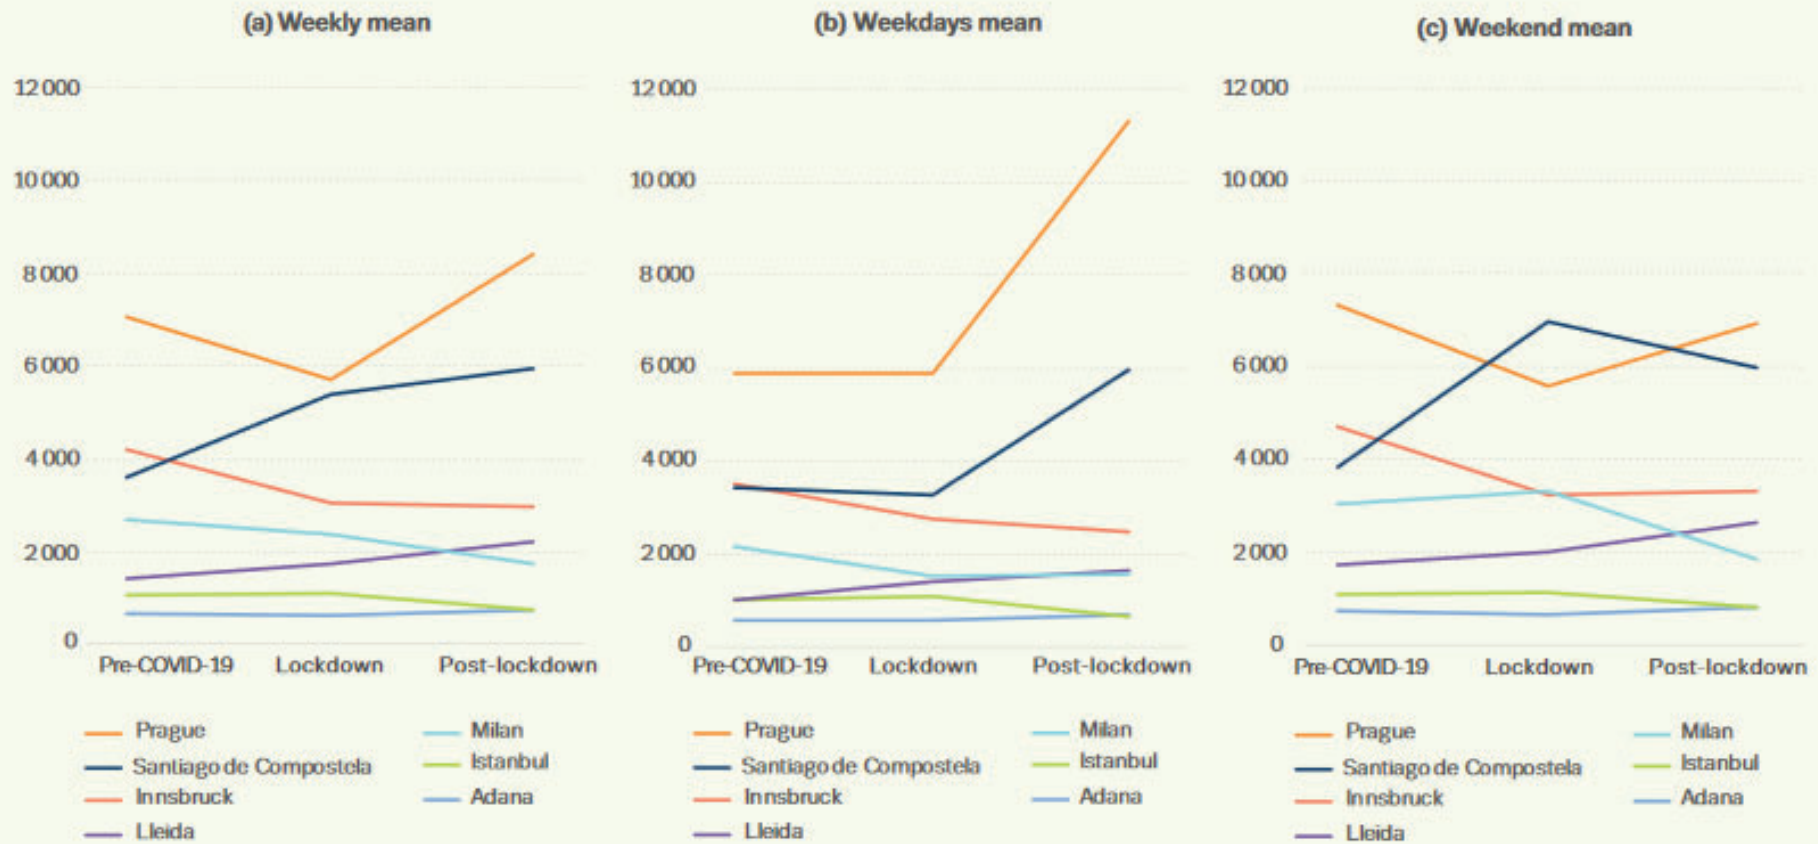 (a) Weekly mean
12 000
10 000
8 000
6 000
4 000
2 000
0
Pre-COVID-19 Lockdown Post-lockdown
Prague
Santiago de Compostela
Innsbruck
Lleida
Milan
Istanbul
Adana
(b) Weekdays mean
12 000
10 000
8 000
6 000
4 000
2 000
0
Pre-COVID-19 Lockdown Post-lockdown
Prague
Santiago de Compostela
Innsbruck
Lleida
Milan
Istanbul
Adana
(c) Weekend mean
12 000
10 000
8 000
6 000
4 000
2 000
0
Pre-COVID-19 Lockdown Post-lockdown
Prague
Santiago de Compostela
Innsbruck
Lleida
Milan
Istanbul
Adana